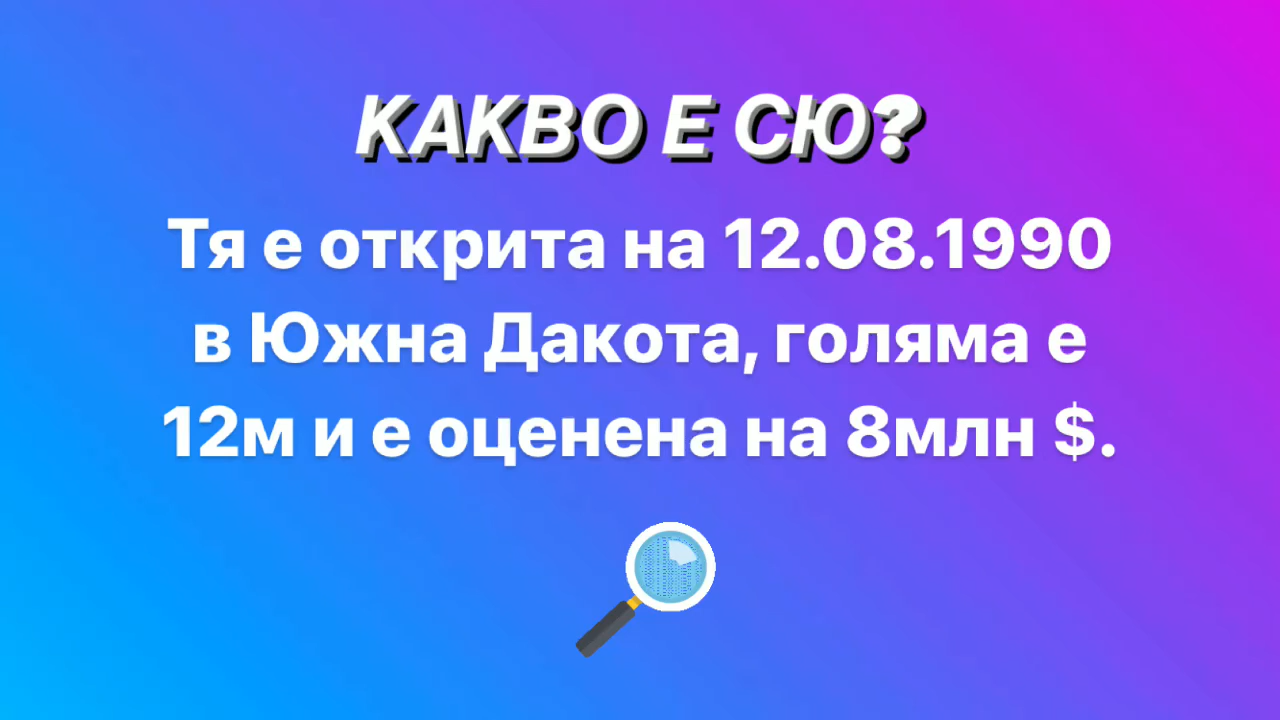 КАКВО Е СЮ?
Тя е открита на 12.08.1990
в Южна Дакота, голяма е
12м и е оценена на 8млн $.